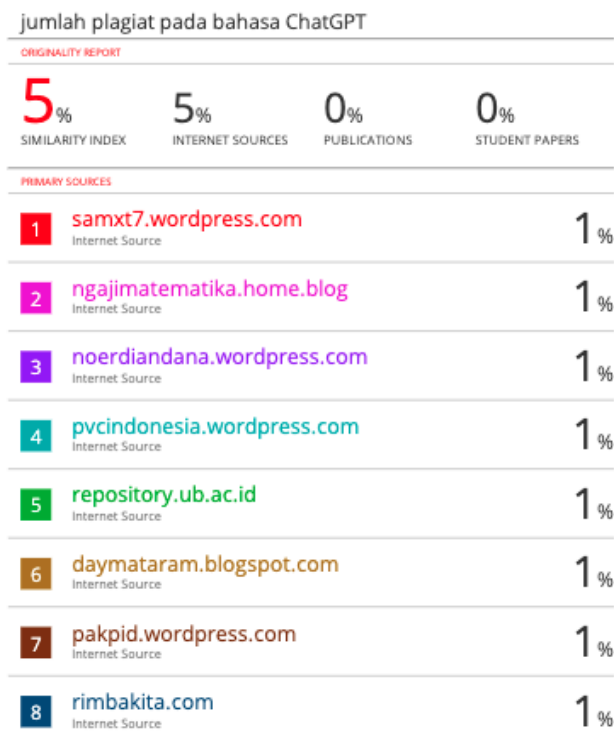 jumlah plagiat pada bahasa ChatGPT
ORIGINALITY REPORT
5% 5% 0% 0%
SIMILARITY INDEX INTERNET SOURCES PUBLICATIONS STUDENT PAPERS
PRIMARY SOURCES
1 samxt7.wordpress.com 1%
Internet Source
2 ngajimatematika.home.blog 1%
Internet Source
3 noerdiandana.wordpress.com 1%
Internet Source
4 pvcindonesia.wordpress.com 1%
Internet Source
5 repository.ub.ac.id 1%
Internet Source
6 daymataram.blogspot.com 1%
Internet Source
7 pakpid.wordpress.com 1%
Internet Source
8 rimbakita.com 1%
Internet Source